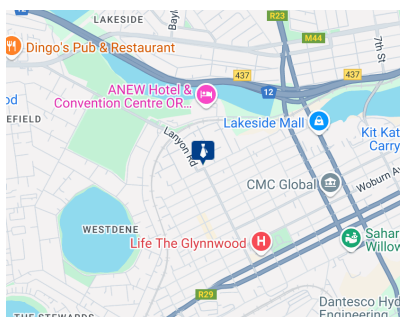 R23
LAKESIDE
M44
7th St
Dingo's Pub & Restaurant
437
437
ANEW Hotel &
Convention Centre OR...
12
12
Lakeside Mall
Kit Kat
Carry
Lanyon Rd
CMC Global
Woburn Av
WESTDENE
Life The Glynnwood
H
Sahar
Willow
R29
Dantesco Hyd
Engineering
THE STEWARDS